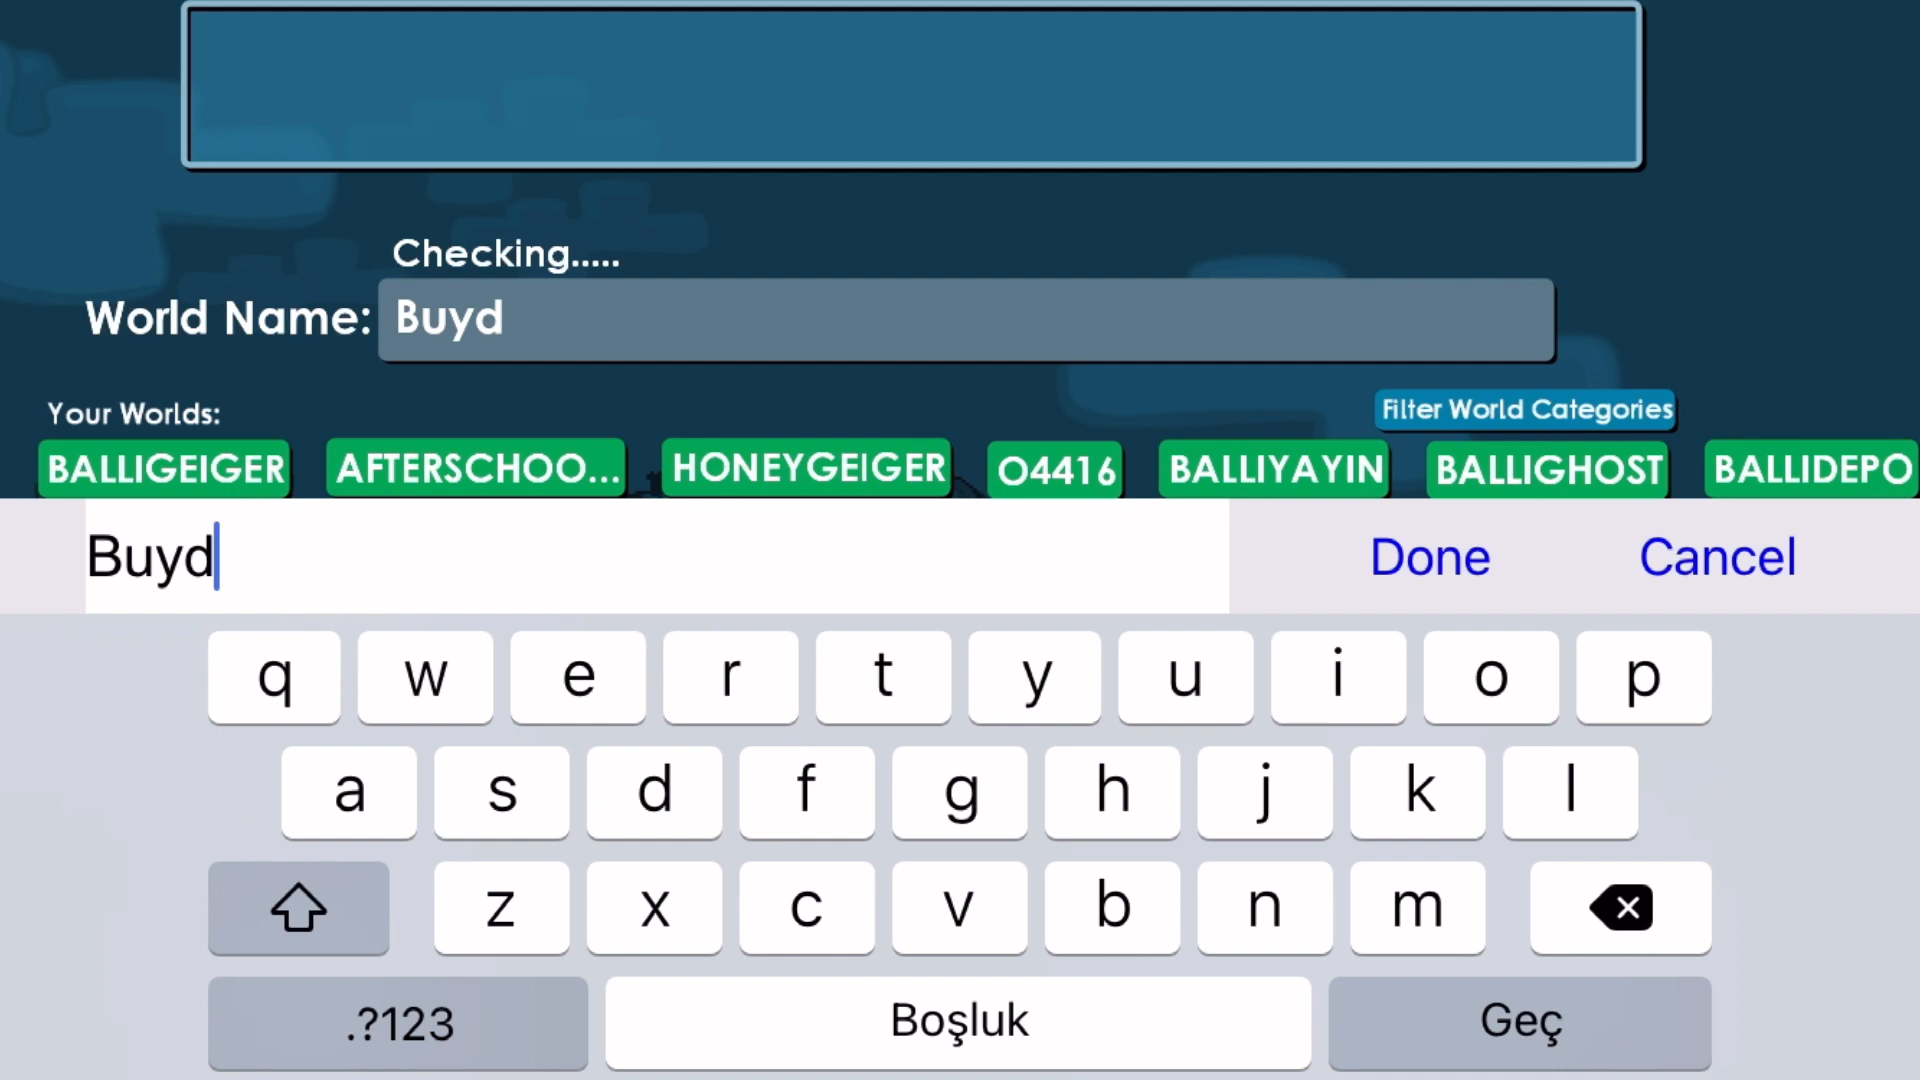 Checking.....
World Name: Buyd
Your Worlds:
Filter World Categories
BALLIGEIGER AFTERSCHOO... HONEYGEIGER O4416 BALLIYAYIN BALLIGHOST BALLIDEPO
Buyd Done Cancel
q w e r t y u i o p
a s d f g h j k l
z x c v b n m
.?123 Boşluk Geç